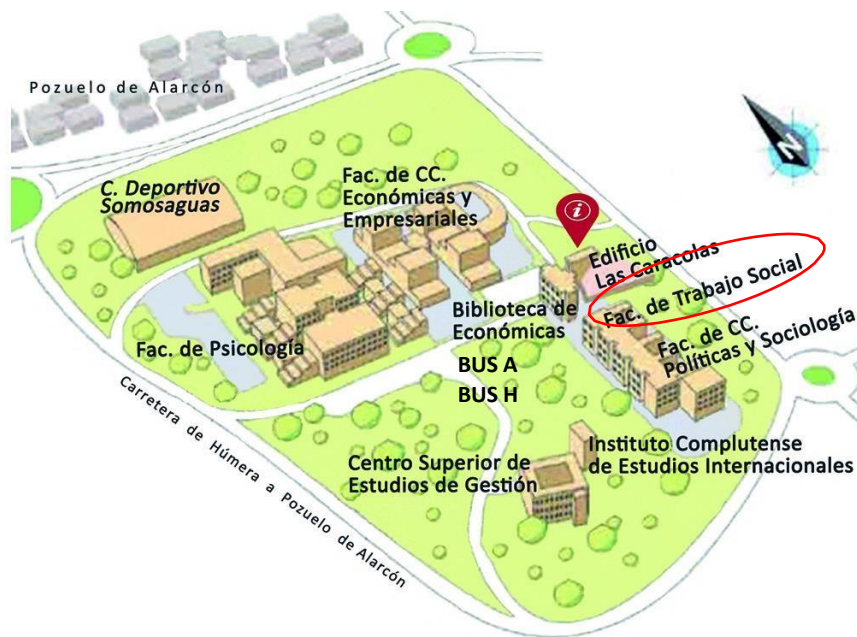 Pozuelo de Alarcón
N
C. Deportivo
Somosaguas
Fac. de CC.
Económicas y
Empresariales
i
Edificio
Las Caracolas
Fac. de Trabajo Social
Biblioteca de
Económicas
Fac. de CC.
Políticas y Sociología
Fac. de Psicología
BUS A
BUS H
Instituto Complutense
de Estudios Internacionales
Centro Superior de
Estudios de Gestión
Carretera de Húmera a Pozuelo de Alarcón